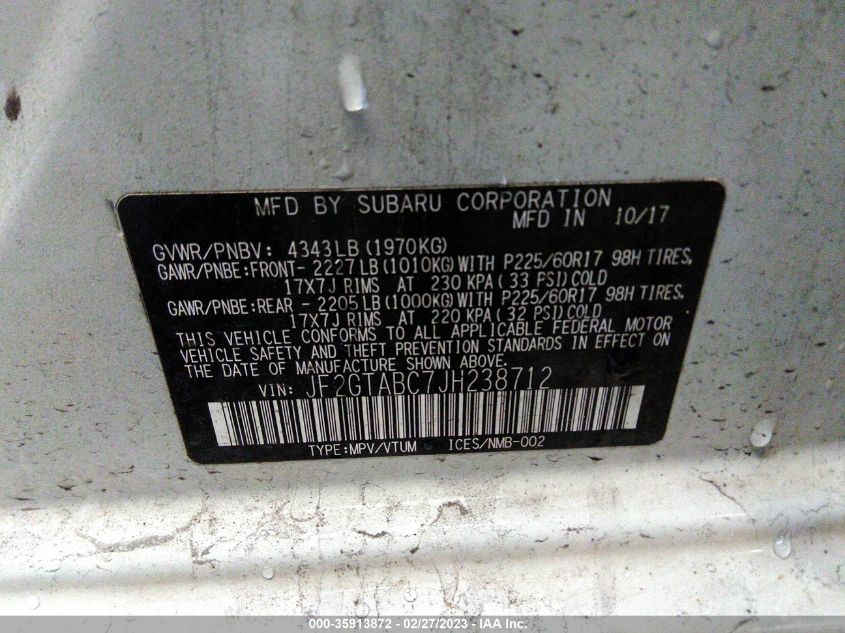 MFD BY SUBARU CORPORATION
MFD IN 10/17
GVWR/PNBV: 4343LB(1970KG)
GAWR/PNBE:FRONT- 2227LB(1010KG)WITH P225/60R17 98H TIRES,
17X7J RIMS AT 230 KPA(33 PSI)COLD
GAWR/PNBE:REAR - 2205LB(1000KG)WITH P225/60R17 98H TIRES,
17X7J RIMS AT 220 KPA(32 PSI)COLD
THIS VEHICLE CONFORMS TO ALL APPLICABLE FEDERAL MOTOR
VEHICLE SAFETY AND THEFT PREVENTION STANDARDS IN EFFECT ON
THE DATE OF MANUFACTURE SHOWN ABOVE.
VIN: JF2GTABC7JH238712
TYPE:MPV/VTUM ICES/NMB-002
000-35913872 - 02/27/2023 - IAA Inc.